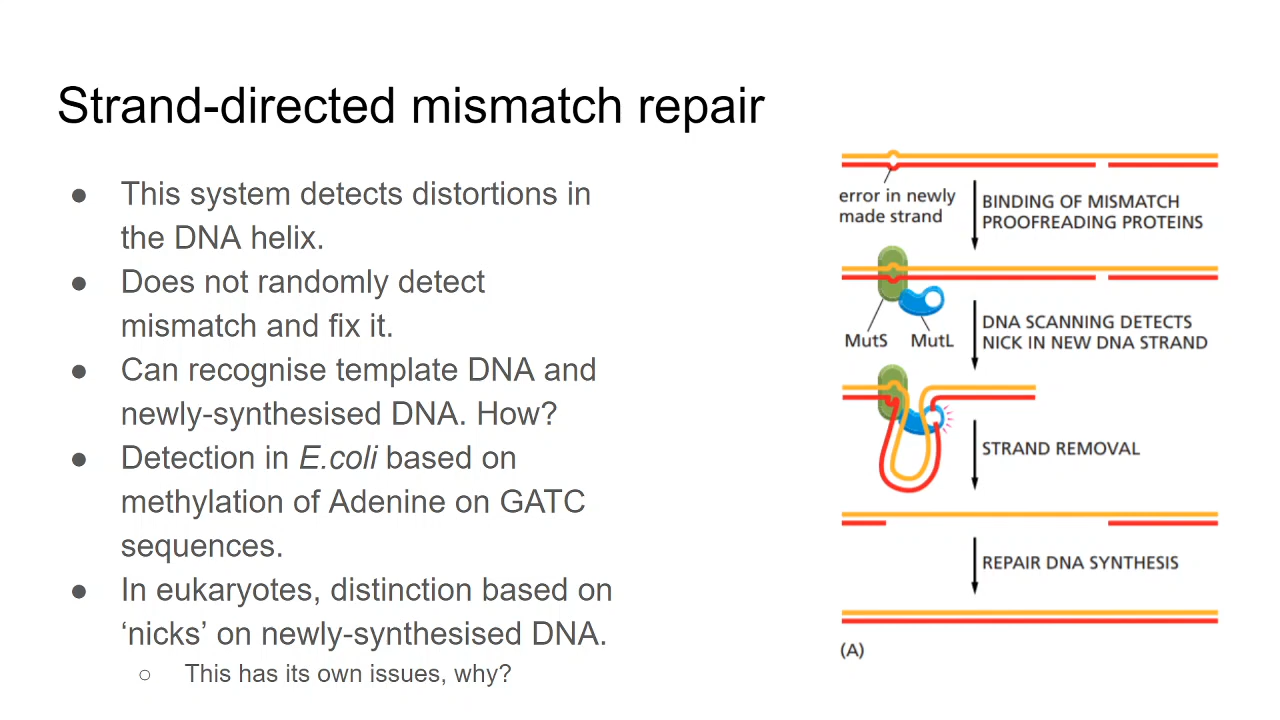 Strand-directed mismatch repair
● This system detects distortions in
the DNA helix.
● Does not randomly detect
mismatch and fix it.
● Can recognise template DNA and
newly-synthesised DNA. How?
● Detection in E.coli based on
methylation of Adenine on GATC
sequences.
● In eukaryotes, distinction based on
‘nicks’ on newly-synthesised DNA.
○ This has its own issues, why?
error in newly
made strand
BINDING OF MISMATCH
PROOFREADING PROTEINS
MutS
MutL
DNA SCANNING DETECTS
NICK IN NEW DNA STRAND
STRAND REMOVAL
REPAIR DNA SYNTHESIS
(A)